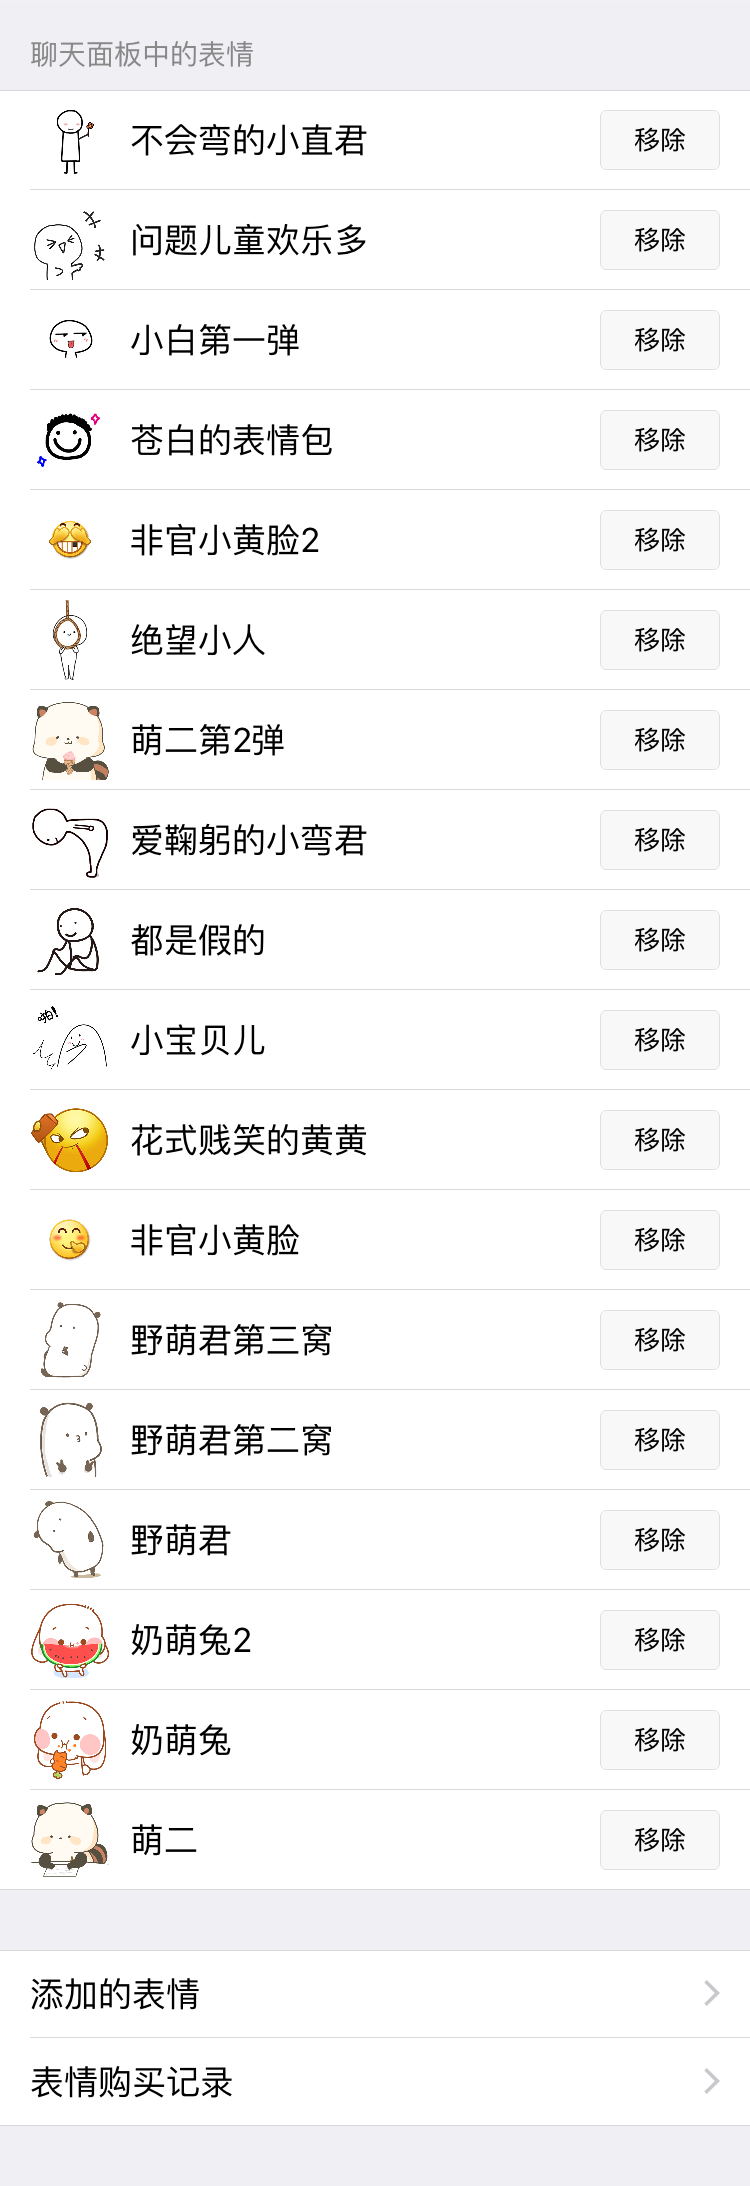 聊天面板中的表情
不会弯的小直君 移除
问题儿童欢乐多 移除
小白第一弹 移除
苍白的表情包 移除
非官小黄脸2 移除
绝望小人 移除
萌二第2弹 移除
爱鞠躬的小弯君 移除
都是假的 移除
啪!
小宝贝儿 移除
花式贱笑的黄黄 移除
非官小黄脸 移除
野萌君第三窝 移除
野萌君第二窝 移除
野萌君 移除
奶萌兔2 移除
奶萌兔 移除
萌二 移除
添加的表情
表情购买记录